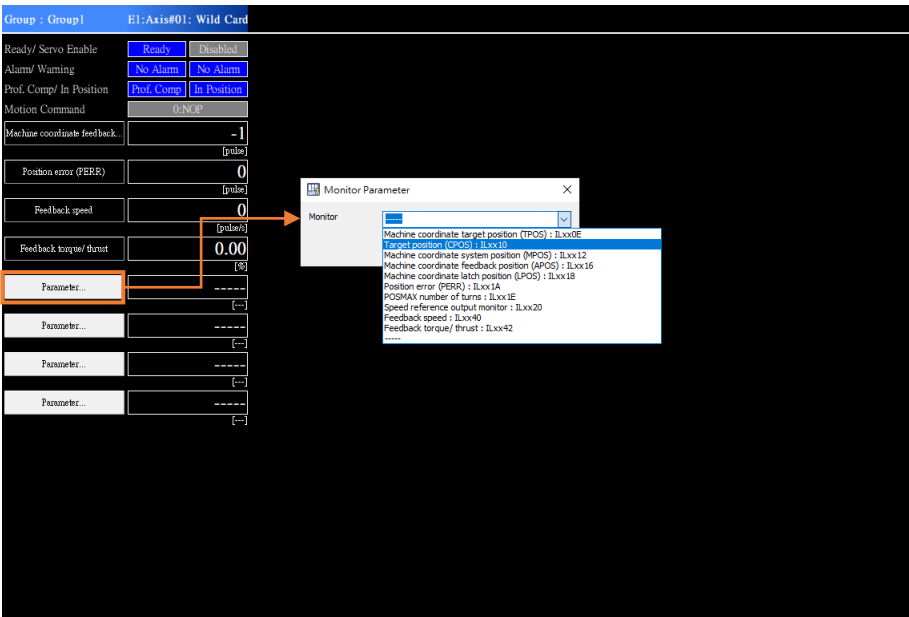 Group : Group1 E1:Axis#01: Wild Card
Ready/ Servo Enable Ready Disabled
Alarm/ Warning No Alarm No Alarm
Prof. Comp/ In Position Prof. Comp In Position
Motion Command 0:NOP
Machine coordinate feedback... -1
[pulse]
Position error (PERR) 0
[pulse]
Feedback speed 0
[pulse/s]
Feedback torque/ thrust 0.00
[%]
Parameter... -----
[---]
Parameter... -----
[---]
Parameter... -----
[---]
Parameter... -----
[---]
Monitor Parameter
Monitor -----
Machine coordinate target position (TPOS) : ILxx0E
Target position (CPOS) : ILxx10
Machine coordinate system position (MPOS) : ILxx12
Machine coordinate feedback position (APOS) : ILxx16
Machine coordinate latch position (LPOS) : ILxx18
Position error (PERR) : ILxx1A
POSMAX number of turns : ILxx1E
Speed reference output monitor : ILxx20
Feedback speed : ILxx40
Feedback torque/ thrust : ILxx42
-----